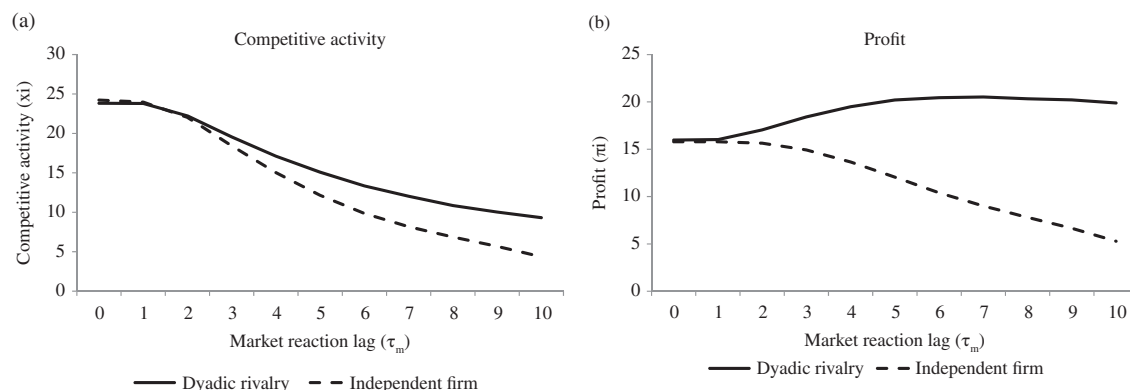 (a)
Competitive activity
30
25
20
15
10
5
0
Competitive activity (xi)
0 1 2 3 4 5 6 7 8 9 10
Market reaction lag (τm)
Dyadic rivalry Independent firm
(b)
Profit
25
20
15
10
5
0
Profit (πi)
0 1 2 3 4 5 6 7 8 9 10
Market reaction lag (τm)
Dyadic rivalry Independent firm